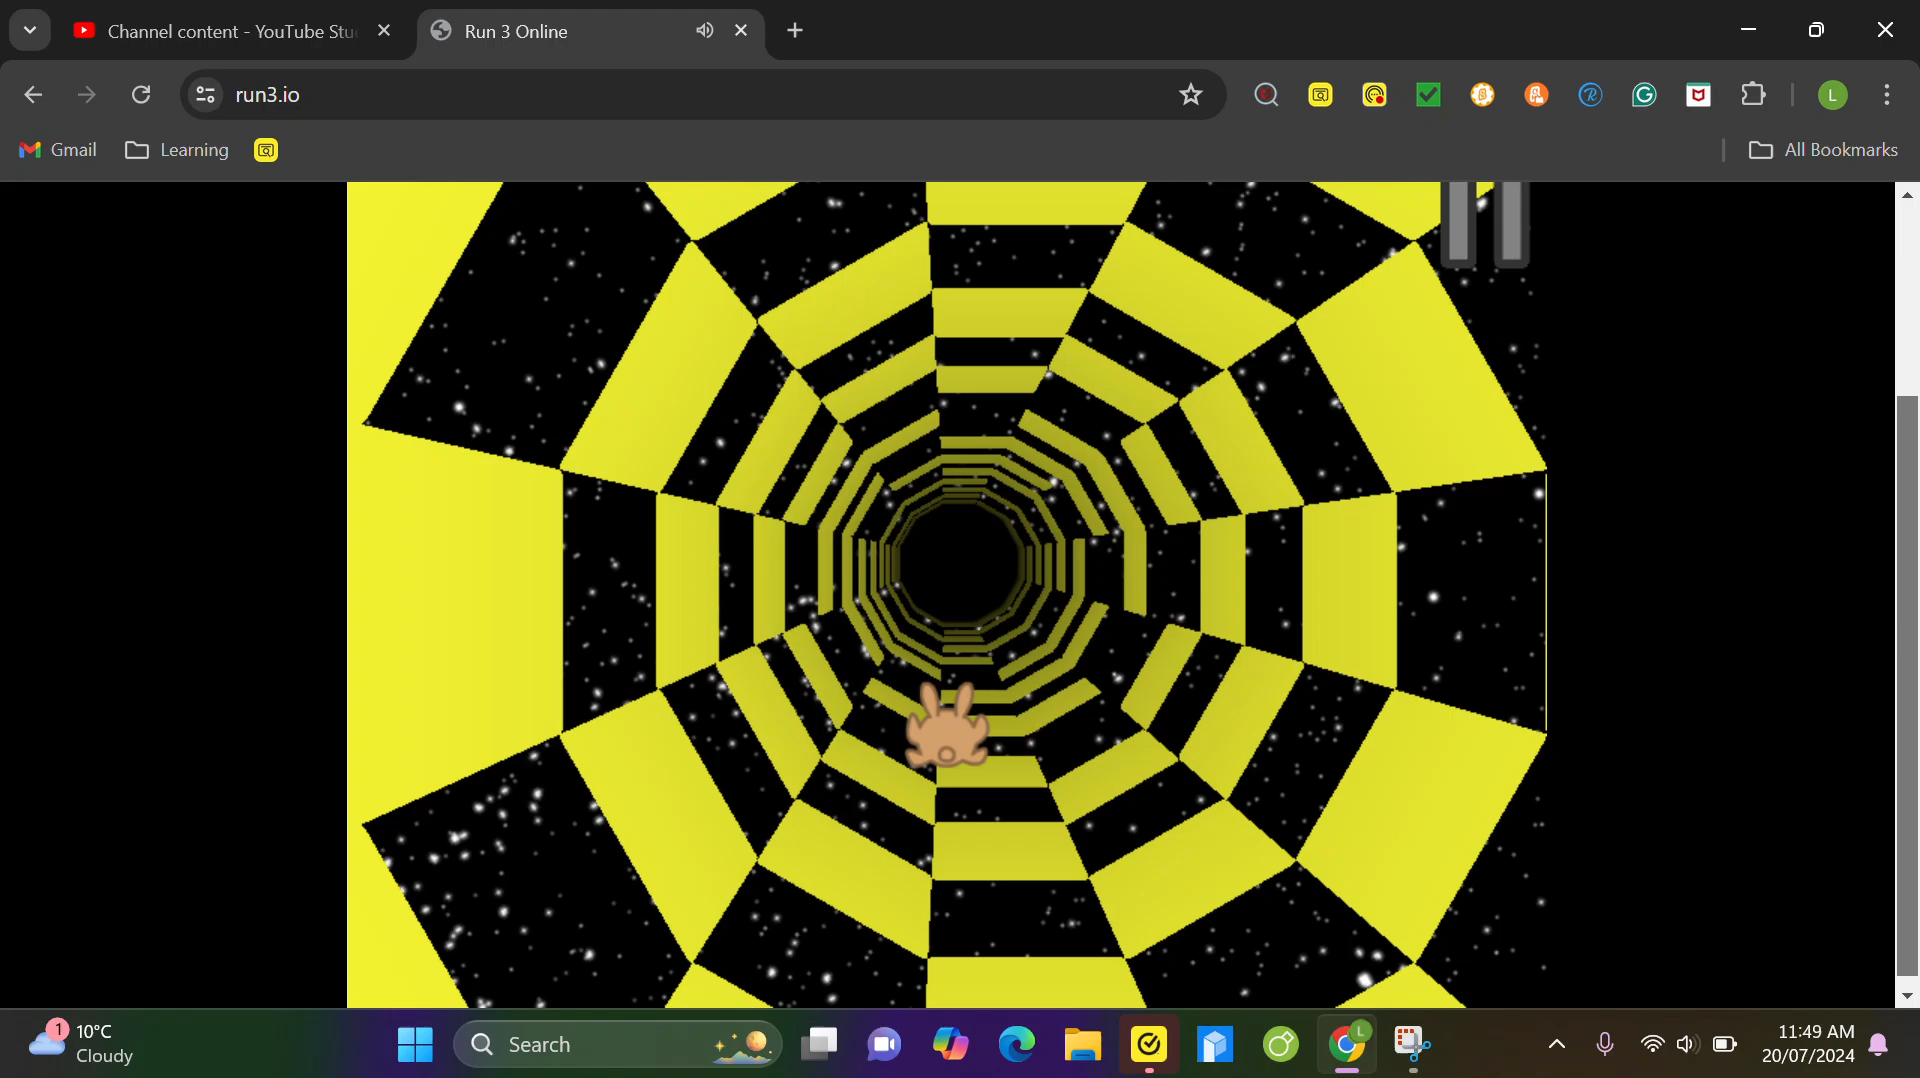 Channel content - YouTube Stu
Run 3 Online
run3.io
L
Gmail
Learning
All Bookmarks
1
10°C
Cloudy
Search
L
11:49 AM
20/07/2024